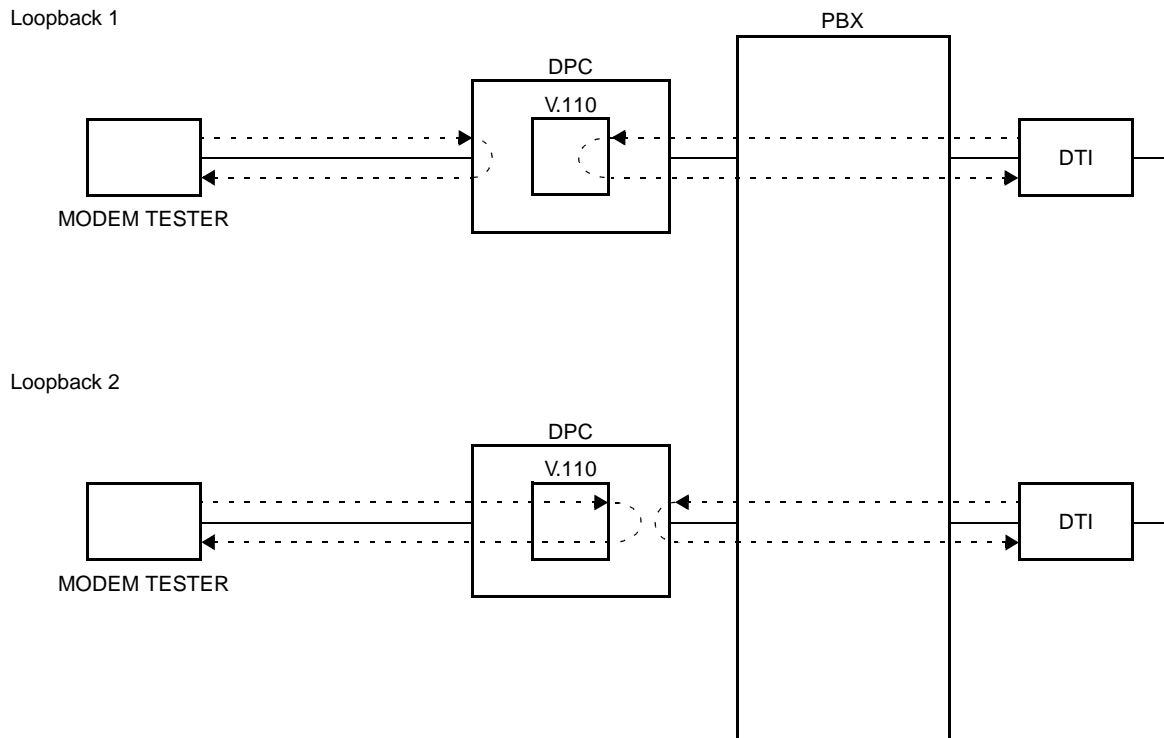 Loopback 1
PBX
DPC
V.110
DTI
MODEM TESTER
Loopback 2
DPC
V.110
DTI
MODEM TESTER